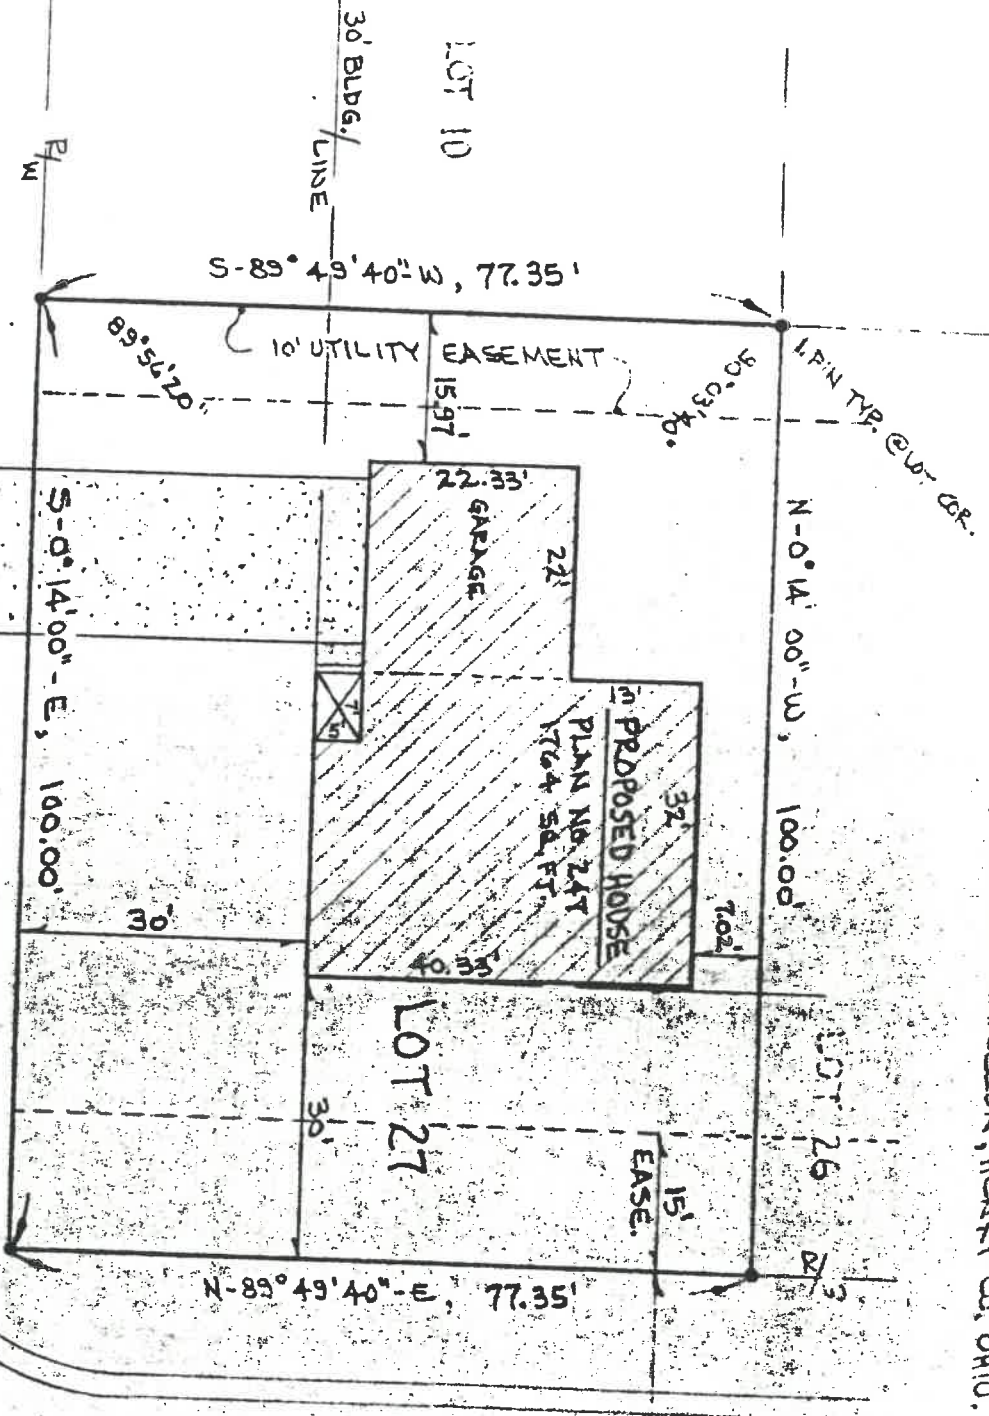 LOT 10
30' BLDG.
LINE
R/W
S-89° 49' 40"-W, 77.35'
10' UTILITY EASEMENT
89° 56' 20"
90° 03' 40"
I. PIN TYP. @ LOT COR.
15.97'
22.33'
GARAGE
22'
N-0° 14' 00"-W, 100.00'
S-0° 14' 00"-E, 100.00'
13'
PROPOSED HOUSE
PLAN NO. 24T
1764 SQ. FT.
32'
7'
5'
7.02'
30'
40.33'
LOT 27
30'
LOT 26
15'
EASE.
R/W
N-89° 49' 40"-E, 77.35'
CO., OHIO.